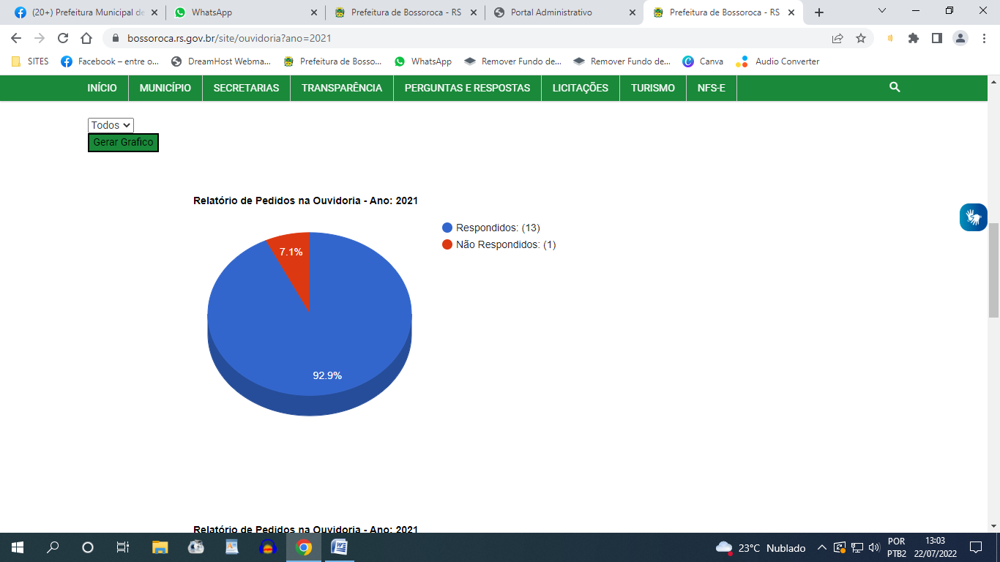 (20+) Prefeitura Municipal de
WhatsApp
Prefeitura de Bossoroca - RS
Portal Administrativo
Prefeitura de Bossoroca - RS
bossoroca.rs.gov.br/site/ouvidoria?ano=2021
SITES
Facebook – entre o...
DreamHost Webma...
Prefeitura de Bosso...
WhatsApp
Remover Fundo de...
Remover Fundo de...
Canva
Audio Converter
INÍCIO
MUNICÍPIO
SECRETARIAS
TRANSPARÊNCIA
PERGUNTAS E RESPOSTAS
LICITAÇÕES
TURISMO
NFS-E
Todos
Gerar Grafico
Relatório de Pedidos na Ouvidoria - Ano: 2021
Respondidos: (13)
Não Respondidos: (1)
7.1%
92.9%
Relatório de Pedidos na Ouvidoria - Ano: 2021
23°C Nublado
POR
PTB2
13:03
22/07/2022